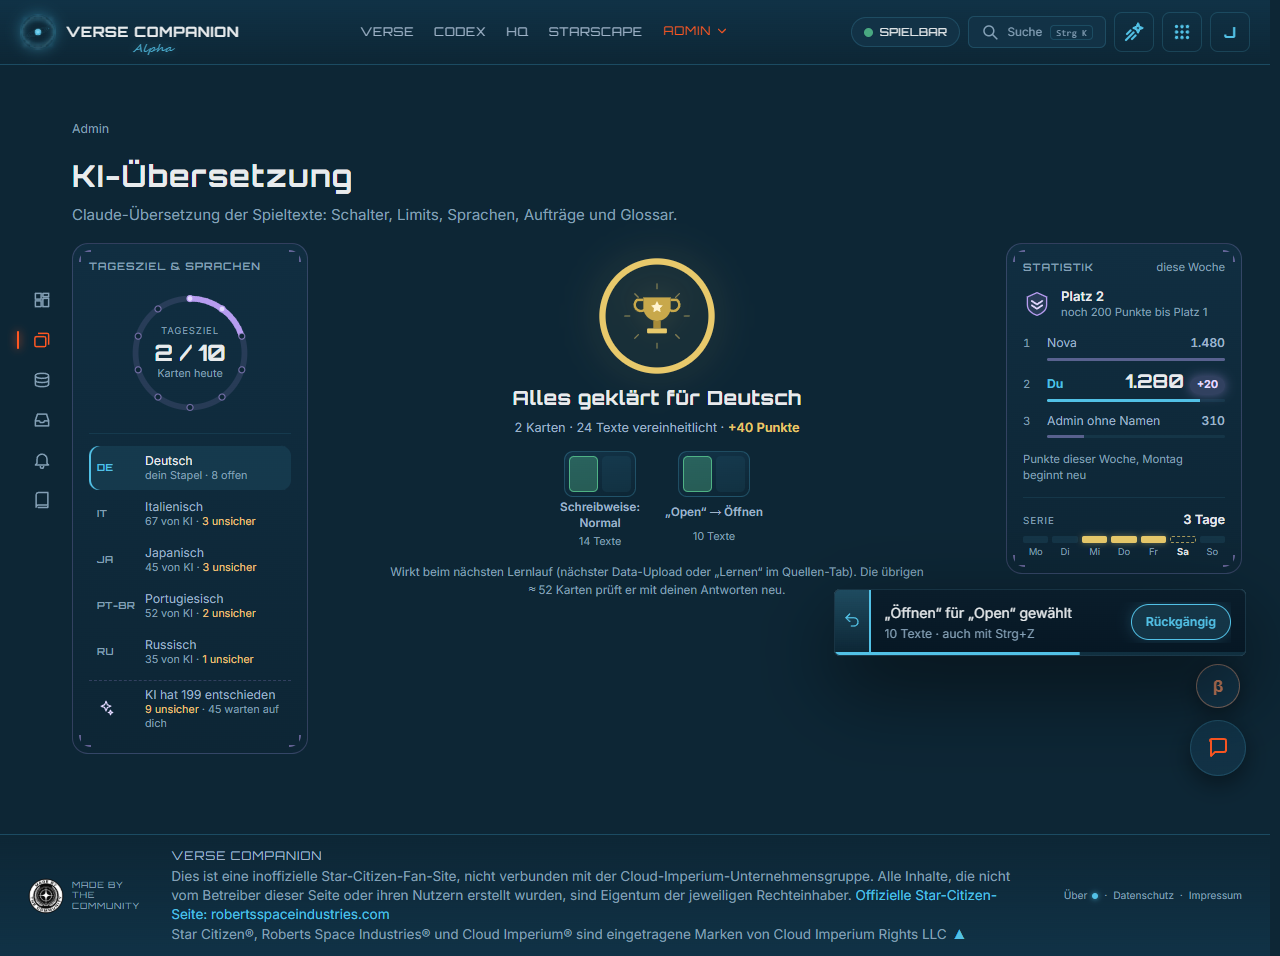 VERSE COMPANION
Alpha
VERSE
CODEX
HQ
STARSCAPE
ADMIN
SPIELBAR
Suche
Strg K
Admin
KI-Übersetzung
Claude-Übersetzung der Spieltexte: Schalter, Limits, Sprachen, Aufträge und Glossar.
TAGESZIEL & SPRACHEN
TAGESZIEL
2 / 10
Karten heute
DE
Deutsch
dein Stapel · 8 offen
IT
Italienisch
67 von KI · 3 unsicher
JA
Japanisch
45 von KI · 3 unsicher
PT-BR
Portugiesisch
52 von KI · 2 unsicher
RU
Russisch
35 von KI · 1 unsicher
KI hat 199 entschieden
9 unsicher · 45 warten auf
dich
Alles geklärt für Deutsch
2 Karten · 24 Texte vereinheitlicht · +40 Punkte
Schreibweise:
Normal
14 Texte
„Open“ → Öffnen
10 Texte
Wirkt beim nächsten Lernlauf (nächster Data-Upload oder „Lernen“ im Quellen-Tab). Die übrigen
≈ 52 Karten prüft er mit deinen Antworten neu.
STATISTIK
diese Woche
Platz 2
noch 200 Punkte bis Platz 1
1 Nova 1.480
2 Du 1.280 +20
3 Admin ohne Namen 310
Punkte dieser Woche, Montag
beginnt neu
SERIE
3 Tage
Mo Di Mi Do Fr Sa So
„Öffnen“ für „Open“ gewählt
10 Texte · auch mit Strg+Z
Rückgängig
β
MADE BY
THE
COMMUNITY
VERSE COMPANION
Dies ist eine inoffizielle Star-Citizen-Fan-Site, nicht verbunden mit der Cloud-Imperium-Unternehmensgruppe. Alle Inhalte, die nicht
vom Betreiber dieser Seite oder ihren Nutzern erstellt wurden, sind Eigentum der jeweiligen Rechteinhaber. Offizielle Star-Citizen-
Seite: robertsspaceindustries.com
Star Citizen®, Roberts Space Industries® und Cloud Imperium® sind eingetragene Marken von Cloud Imperium Rights LLC ▲
Über · Datenschutz · Impressum